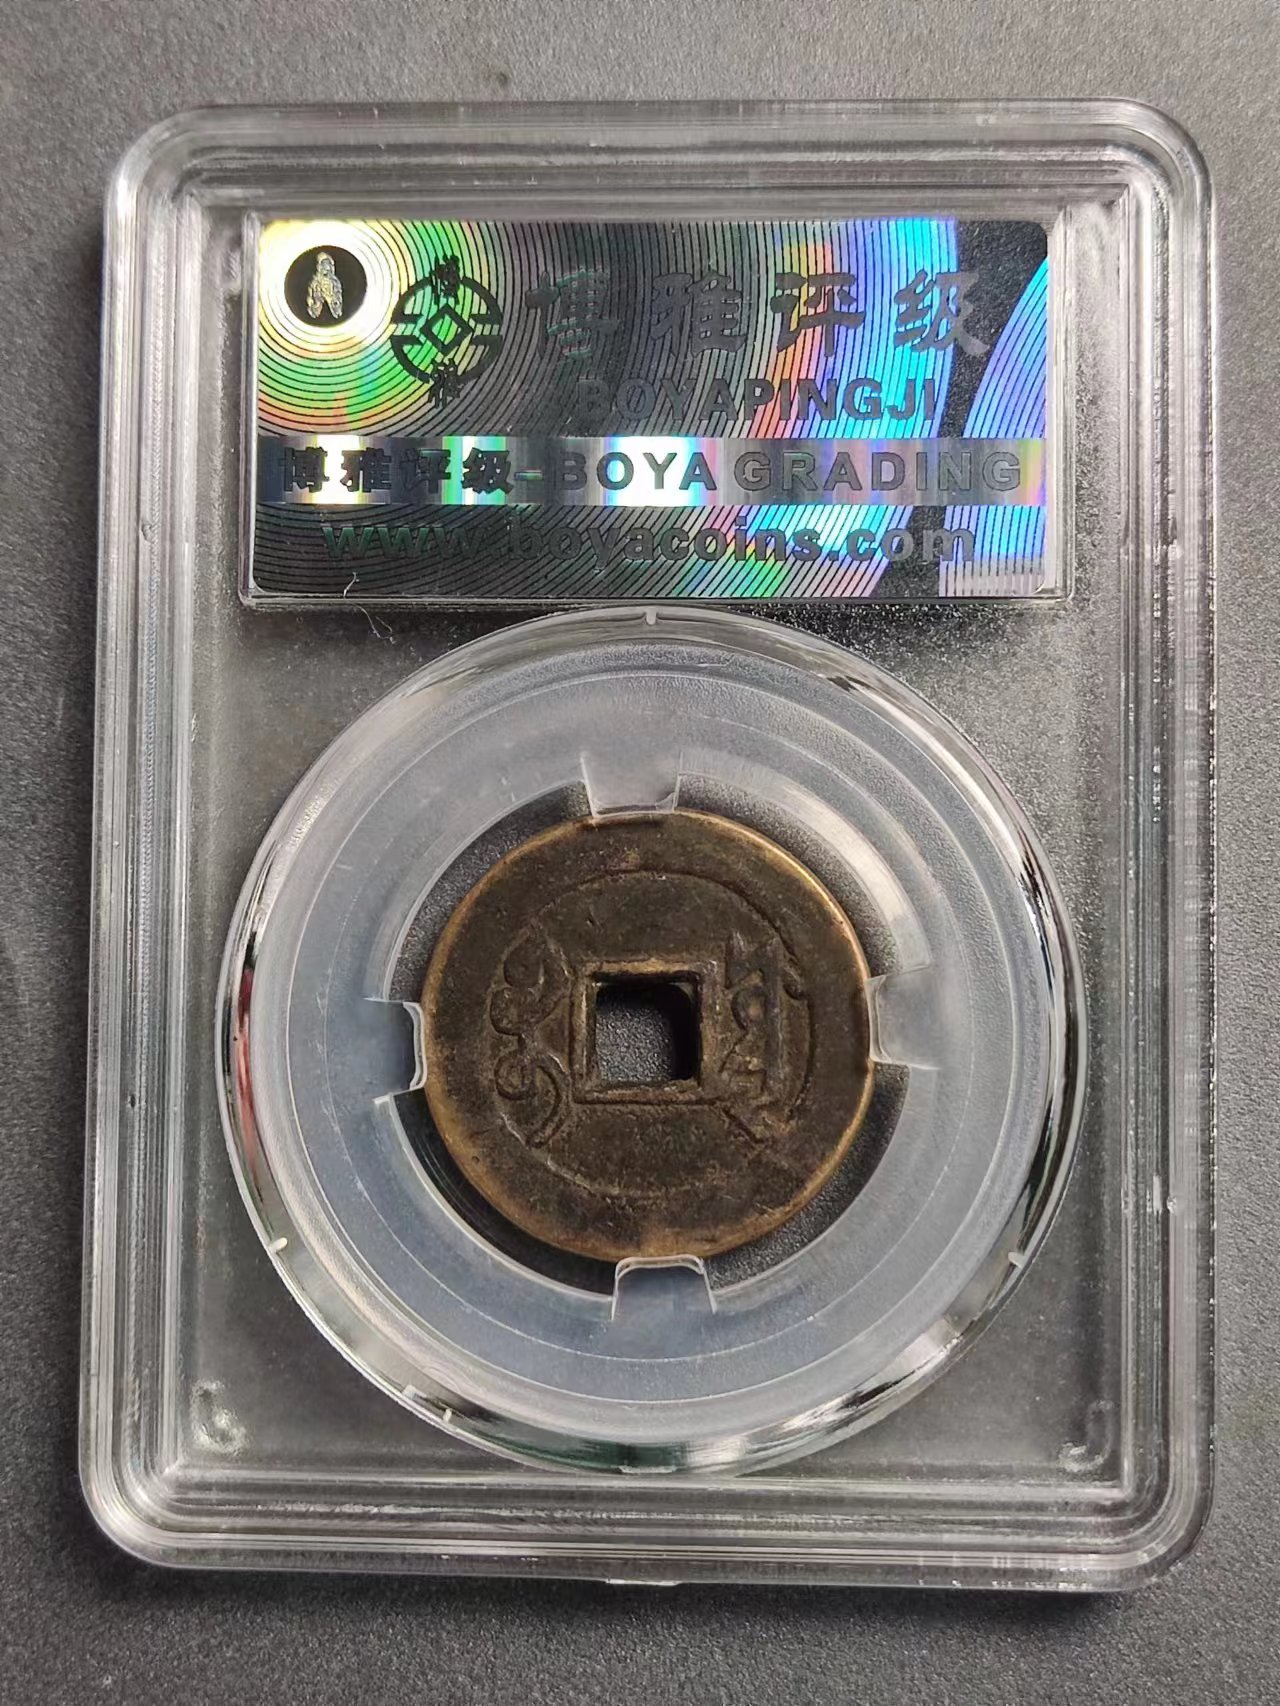 博雅评级
BOYAPINGJI
博雅评级-BOYA GRADING
www.boyacoins.com